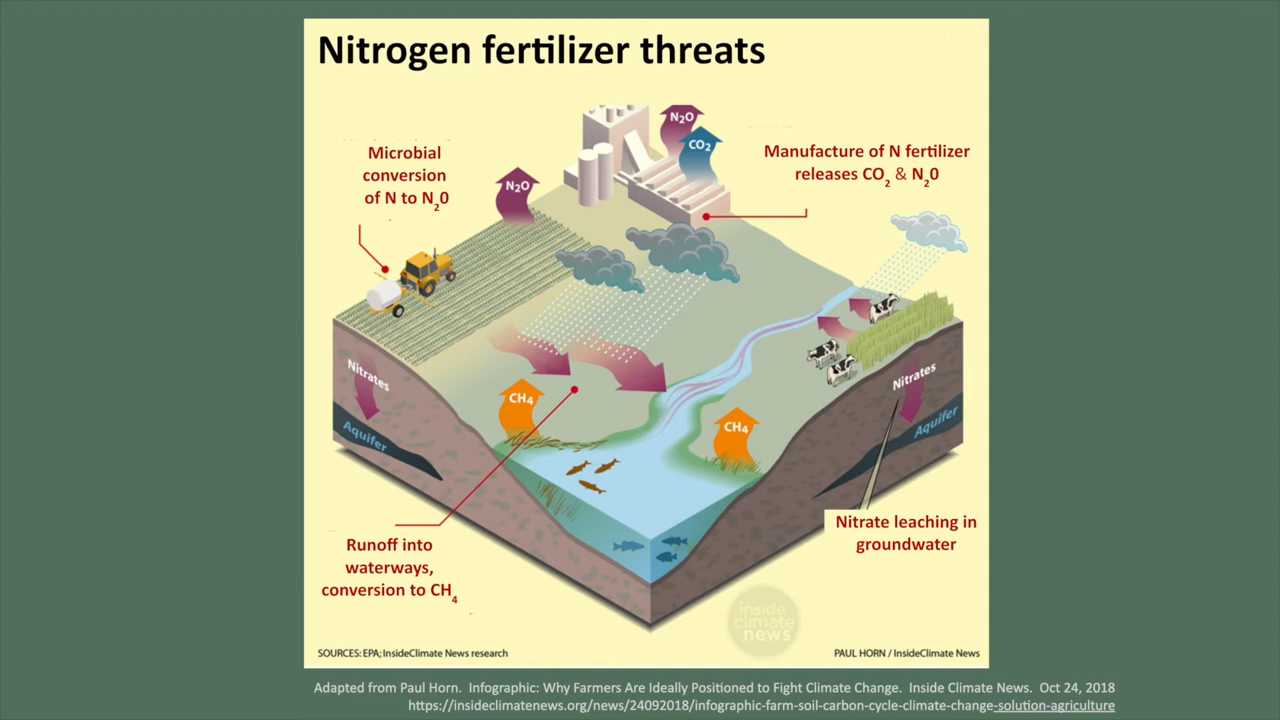 Nitrogen fertilizer threats
N₂O
CO₂
Microbial
conversion
of N to N₂0
Manufacture of N fertilizer
releases CO₂ & N₂0
N₂O
Nitrates
Nitrates
Aquifer
Aquifer
CH₄
CH₄
Nitrate leaching in
groundwater
Runoff into
waterways,
conversion to CH₄
inside
climate
news
SOURCES: EPA; InsideClimate News research
PAUL HORN / InsideClimate News
Adapted from Paul Horn. Infographic: Why Farmers Are Ideally Positioned to Fight Climate Change. Inside Climate News. Oct 24, 2018
https://insideclimatenews.org/news/24092018/infographic-farm-soil-carbon-cycle-climate-change-solution-agriculture